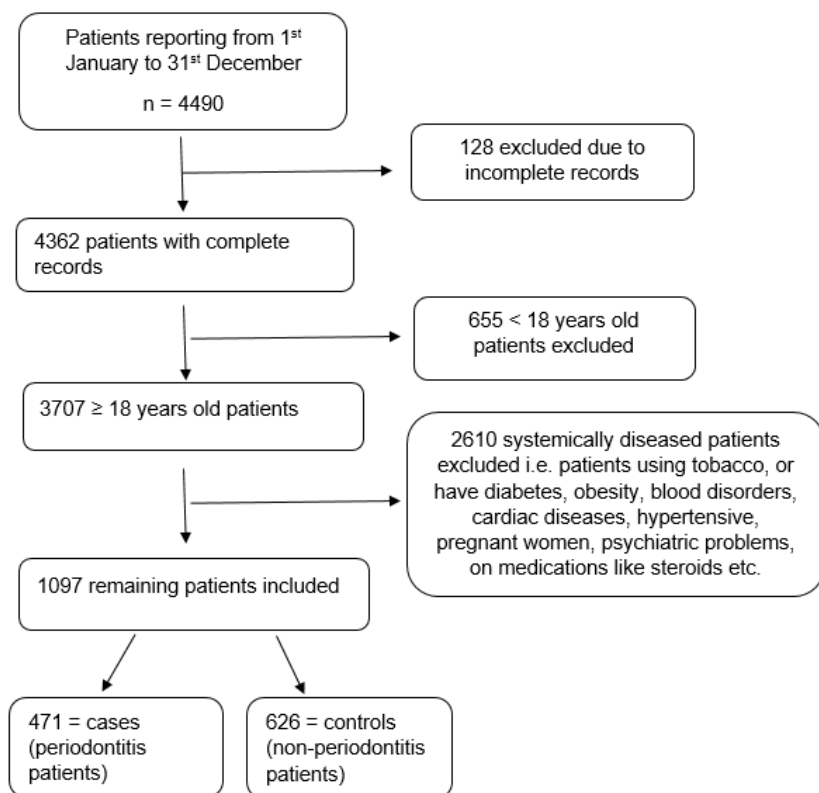 Patients reporting from 1st
January to 31st December
n = 4490
128 excluded due to
incomplete records
4362 patients with complete
records
655 < 18 years old
patients excluded
3707 ≥ 18 years old patients
2610 systemically diseased patients
excluded i.e. patients using tobacco, or
have diabetes, obesity, blood disorders,
cardiac diseases, hypertensive,
pregnant women, psychiatric problems,
on medications like steroids etc.
1097 remaining patients included
471 = cases
(periodontitis
patients)
626 = controls
(non-periodontitis
patients)